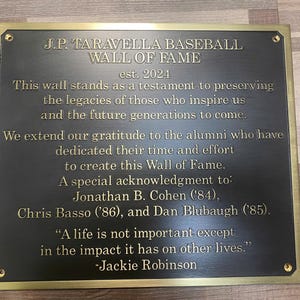 J.P. TARAVELLA BASEBALL
WALL OF FAME
est. 2024
This wall stands as a testament to preserving
the legacies of those who inspire us
and the future generations to come.
We extend our gratitude to the alumni who have
dedicated their time and effort
to create this Wall of Fame.
A special acknowledgment to:
Jonathan B. Cohen ('84),
Chris Basso ('86), and Dan Blubaugh ('85).
“A life is not important except
in the impact it has on other lives.”
-Jackie Robinson